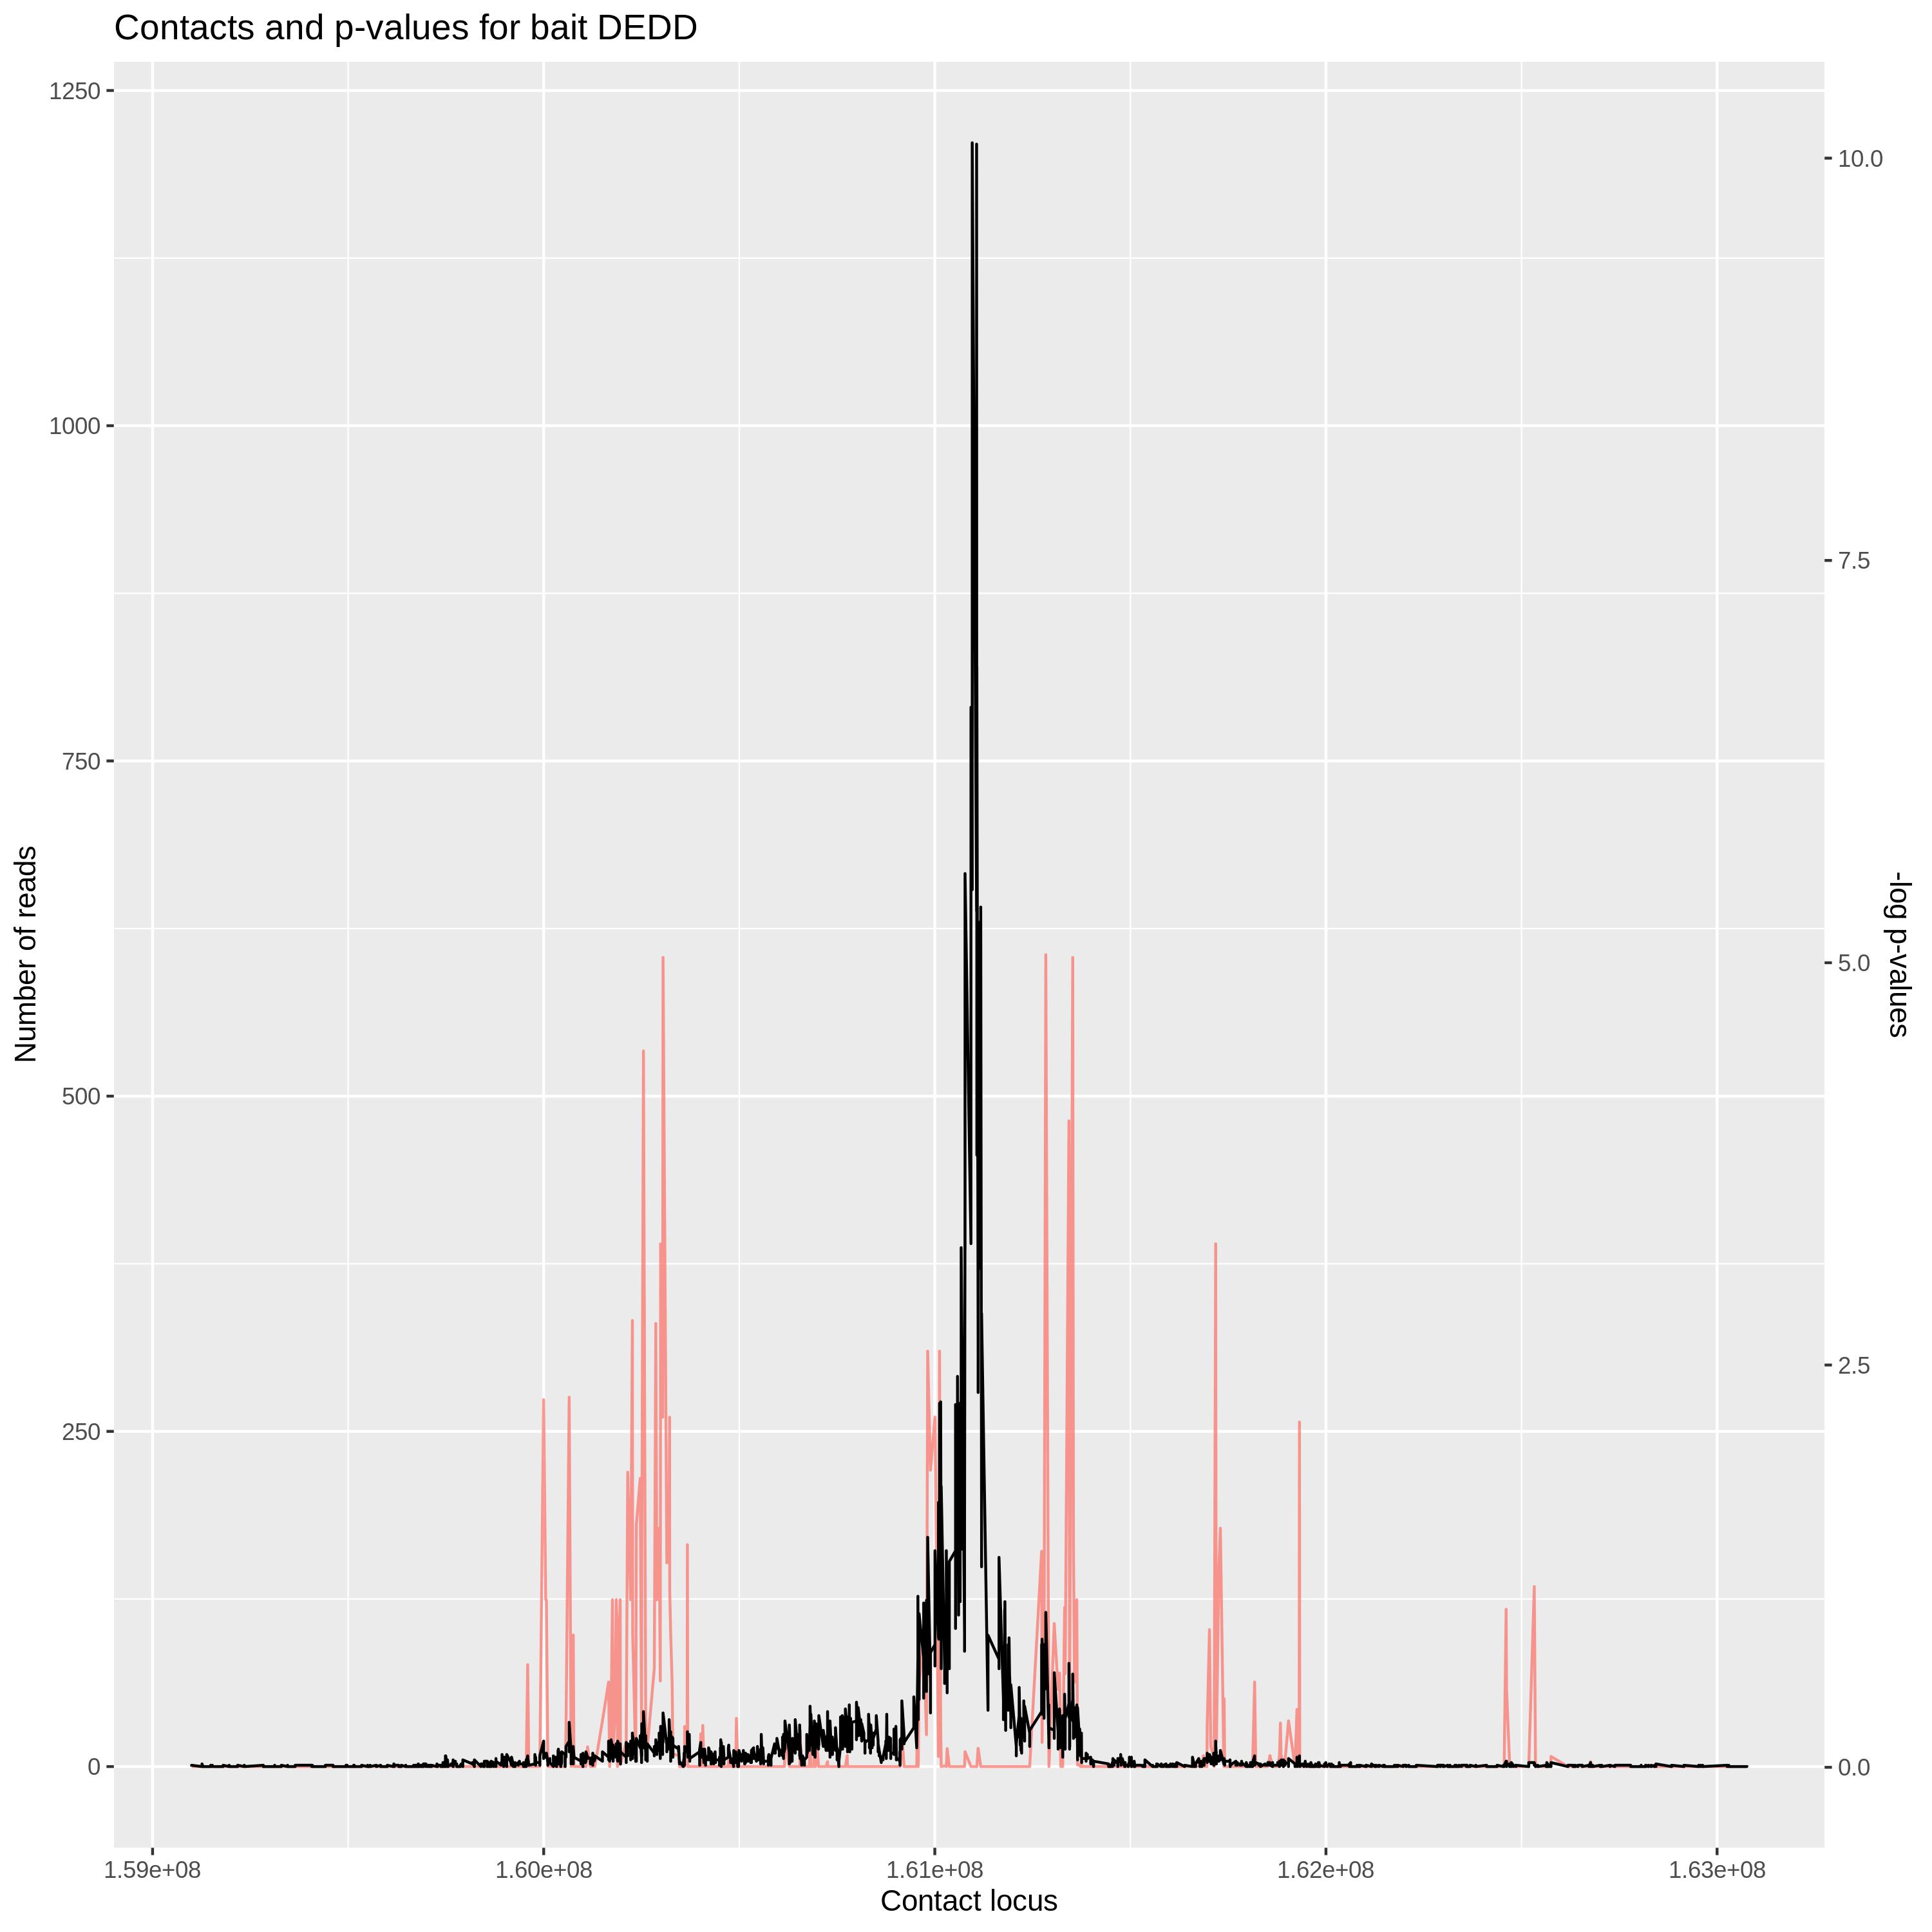 Contacts and p-values for bait DEDD
1250
1000
750
500
250
0
Number of reads
10.0
7.5
5.0
2.5
0.0
-log p-values
1.59e+08 1.60e+08 1.61e+08 1.62e+08 1.63e+08
Contact locus